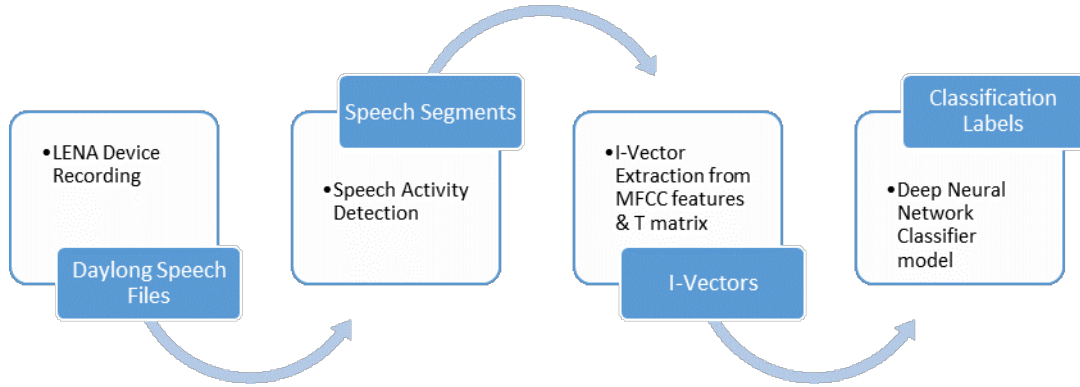 •LENA Device
Recording
Daylong Speech
Files
Speech Segments
•Speech Activity
Detection
•I-Vector
Extraction from
MFCC features
& T matrix
I-Vectors
Classification
Labels
•Deep Neural
Network
Classifier
model